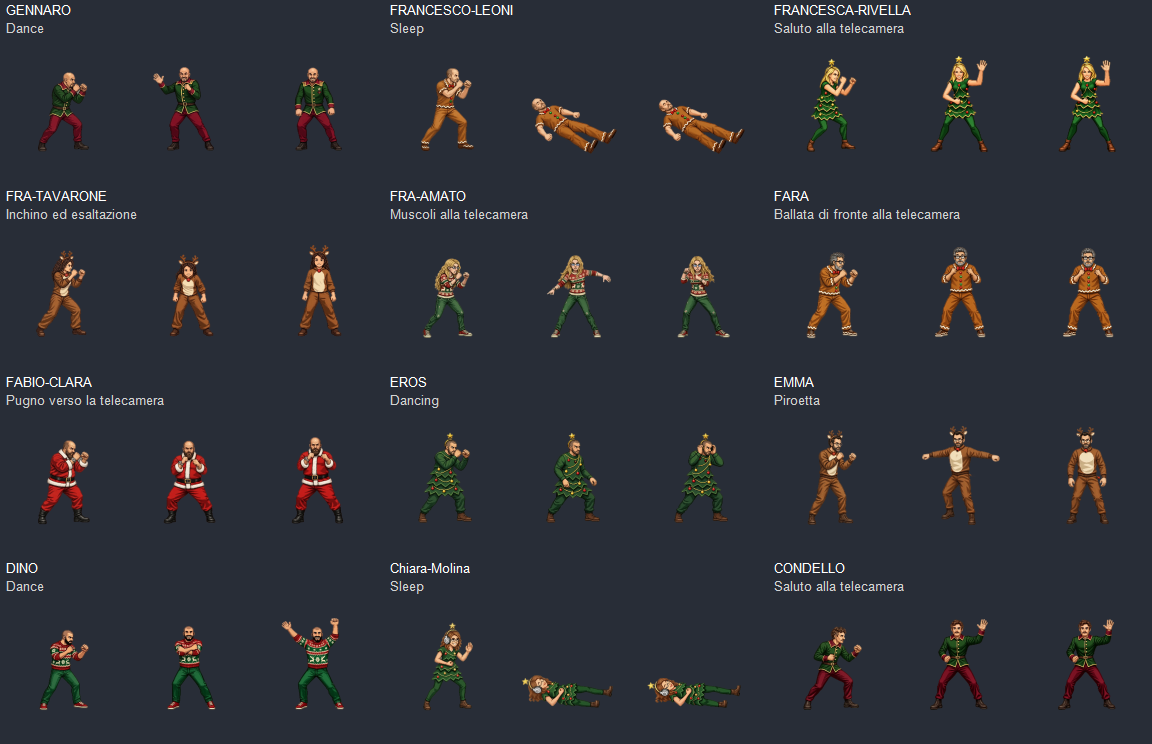 GENNARO
Dance
FRANCESCO-LEONI
Sleep
FRANCESCA-RIVELLA
Saluto alla telecamera
FRA-TAVARONE
Inchino ed esaltazione
FRA-AMATO
Muscoli alla telecamera
FARA
Ballata di fronte alla telecamera
FABIO-CLARA
Pugno verso la telecamera
EROS
Dancing
EMMA
Piroetta
DINO
Dance
Chiara-Molina
Sleep
CONDELLO
Saluto alla telecamera